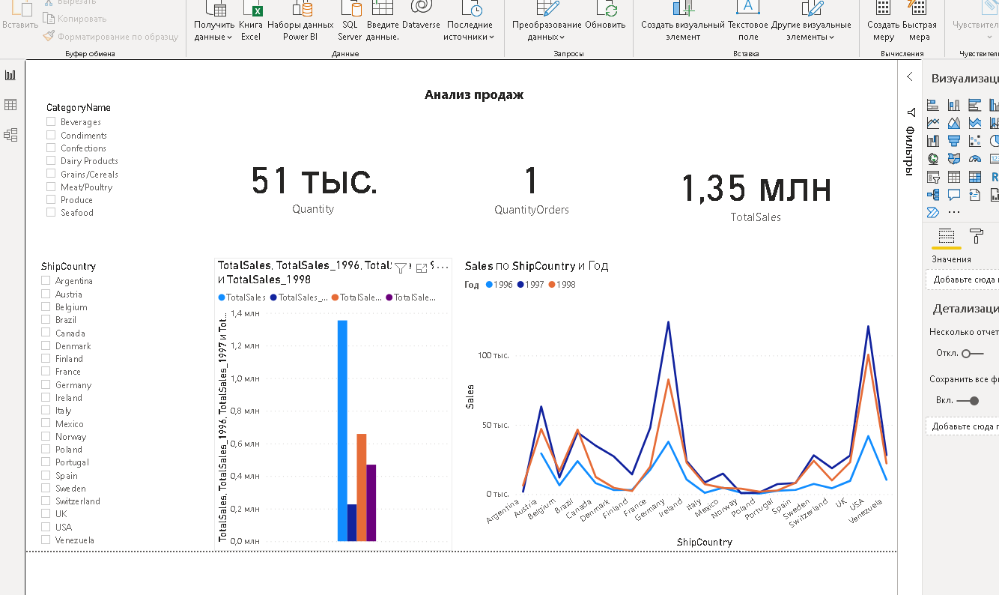 Вырезать
Вставить
Копировать
Форматирование по образцу
Буфер обмена
Получить данные
Книга Excel
Наборы данных Power BI
SQL Server
Введите данные.
Dataverse
Последние источники
Данные
Преобразование данных
Обновить
Запросы
Создать визуальный элемент
Текстовое поле
Другие визуальные элементы
Вставка
Создать меру
Быстрая мера
Вычисления
Анализ продаж
CategoryName
Beverages
Condiments
Confections
Dairy Products
Grains/Cereals
Meat/Poultry
Produce
Seafood
51 тыс.
Quantity
1
QuantityOrders
1,35 млн
TotalSales
ShipCountry
Argentina
Austria
Belgium
Brazil
Canada
Denmark
Finland
France
Germany
Ireland
Italy
Mexico
Norway
Poland
Portugal
Spain
Sweden
Switzerland
UK
USA
Venezuela
TotalSales, TotalSales_1996,
и TotalSales_1998
TotalSales TotalSales_... TotalSale... TotalSale...
TotalSales, TotalSales_1996, TotalSales_1997 и Tot...
1,4 млн
1,2 млн
1,0 млн
0,8 млн
0,6 млн
0,4 млн
0,2 млн
0,0 млн
Sales по ShipCountry и Год
Год 1996 1997 1998
Sales
100 тыс.
50 тыс.
0 тыс.
Argentina
Austria
Belgium
Brazil
Canada
Denmark
Finland
France
Germany
Ireland
Italy
Mexico
Norway
Poland
Portugal
Spain
Sweden
Switzerland
UK
USA
Venezuela
ShipCountry
Фильтры
Значения
Добавьте сюда
Несколько
Откл.
Сохранить все
Вкл.
Добавьте сюда